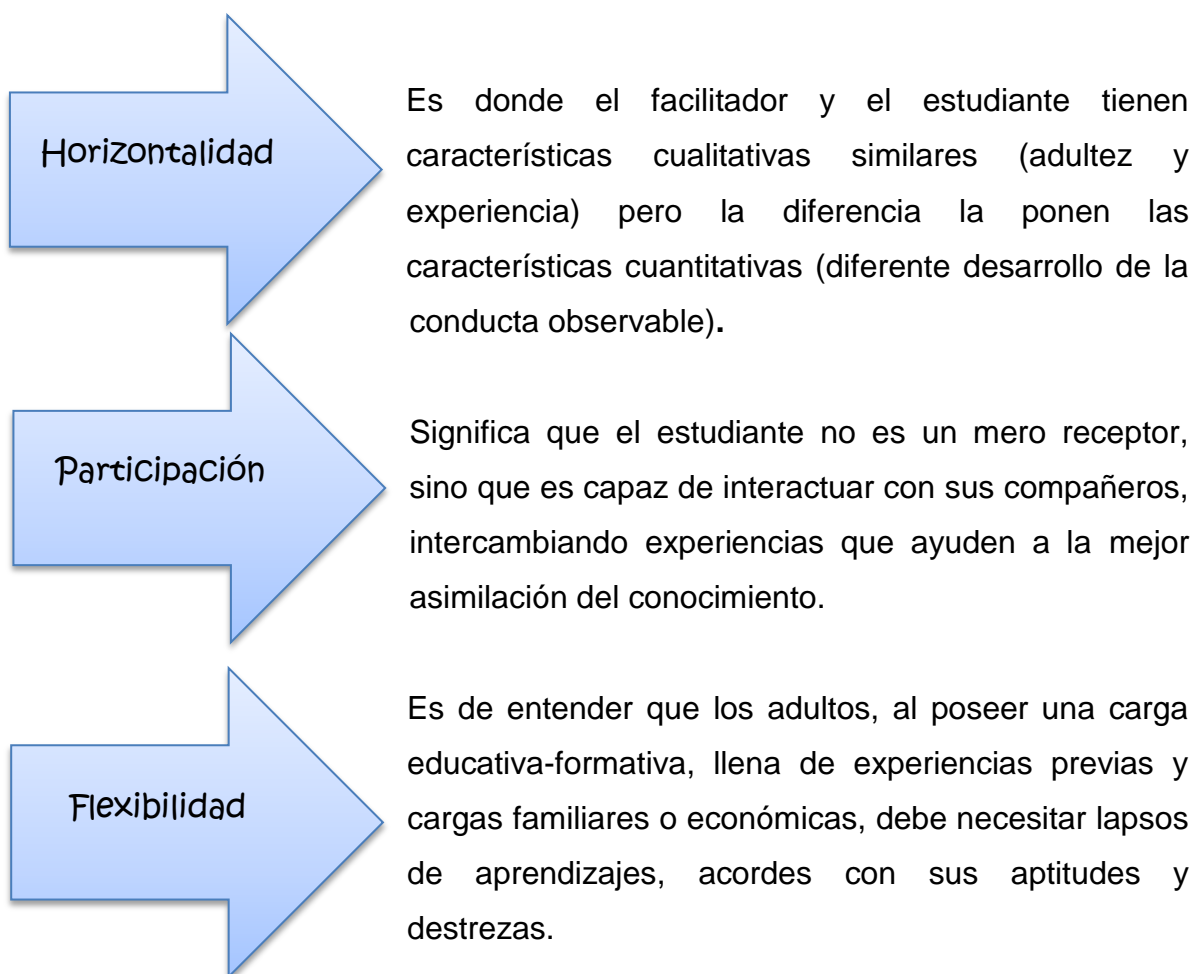 Horizontalidad
Es donde el facilitador y el estudiante tienen
características cualitativas similares (adultez y
experiencia) pero la diferencia la ponen las
características cuantitativas (diferente desarrollo de la
conducta observable).
Participación
Significa que el estudiante no es un mero receptor,
sino que es capaz de interactuar con sus compañeros,
intercambiando experiencias que ayuden a la mejor
asimilación del conocimiento.
Flexibilidad
Es de entender que los adultos, al poseer una carga
educativa-formativa, llena de experiencias previas y
cargas familiares o económicas, debe necesitar lapsos
de aprendizajes, acordes con sus aptitudes y
destrezas.